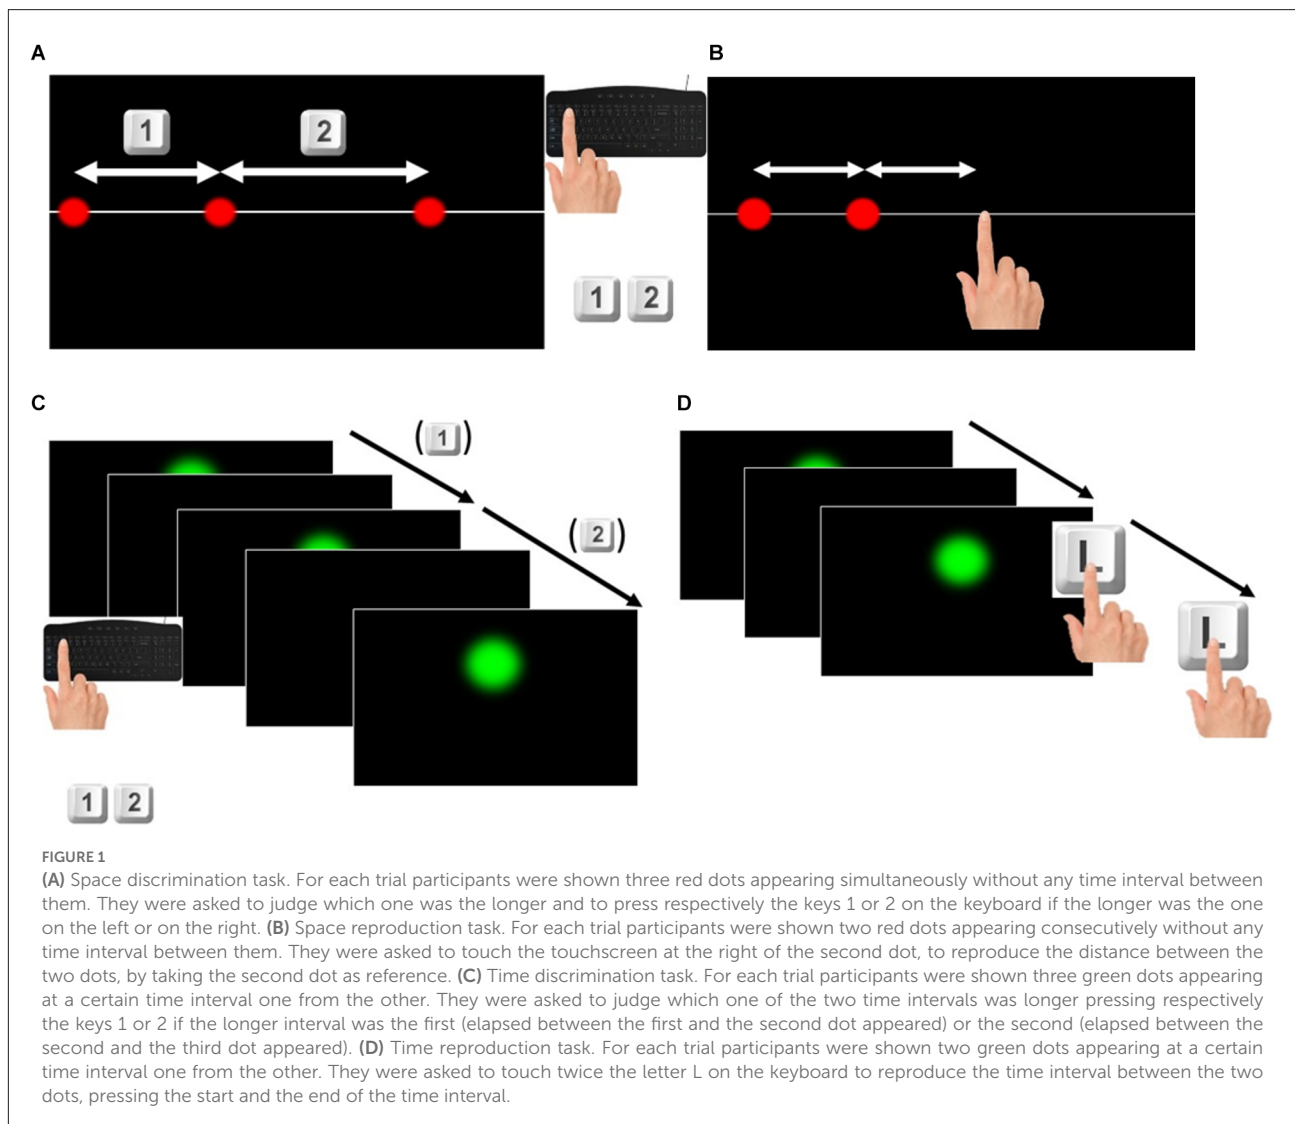 A
B
1
2
1 2
C
D
(1)
(2)
L
L
1 2
FIGURE 1
(A) Space discrimination task. For each trial participants were shown three red dots appearing simultaneously without any time interval between
them. They were asked to judge which one was the longer and to press respectively the keys 1 or 2 on the keyboard if the longer was the one
on the left or on the right. (B) Space reproduction task. For each trial participants were shown two red dots appearing consecutively without any
time interval between them. They were asked to touch the touchscreen at the right of the second dot, to reproduce the distance between the
two dots, by taking the second dot as reference. (C) Time discrimination task. For each trial participants were shown three green dots appearing
at a certain time interval one from the other. They were asked to judge which one of the two time intervals was longer pressing respectively
the keys 1 or 2 if the longer interval was the first (elapsed between the first and the second dot appeared) or the second (elapsed between the
second and the third dot appeared). (D) Time reproduction task. For each trial participants were shown two green dots appearing at a certain
time interval one from the other. They were asked to touch twice the letter L on the keyboard to reproduce the time interval between the two
dots, pressing the start and the end of the time interval.